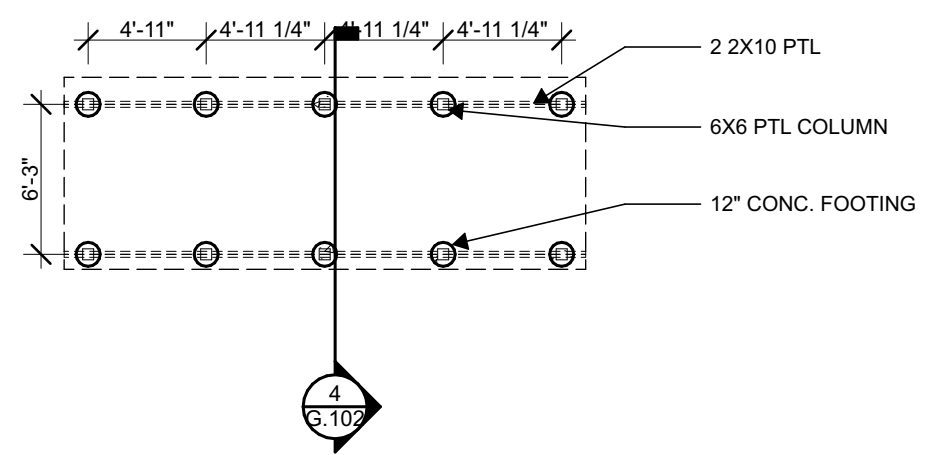 4'-11" 4'-11 1/4" 4'-11 1/4" 4'-11 1/4"
2 2X10 PTL
6X6 PTL COLUMN
6'-3"
12" CONC. FOOTING
4
G.102